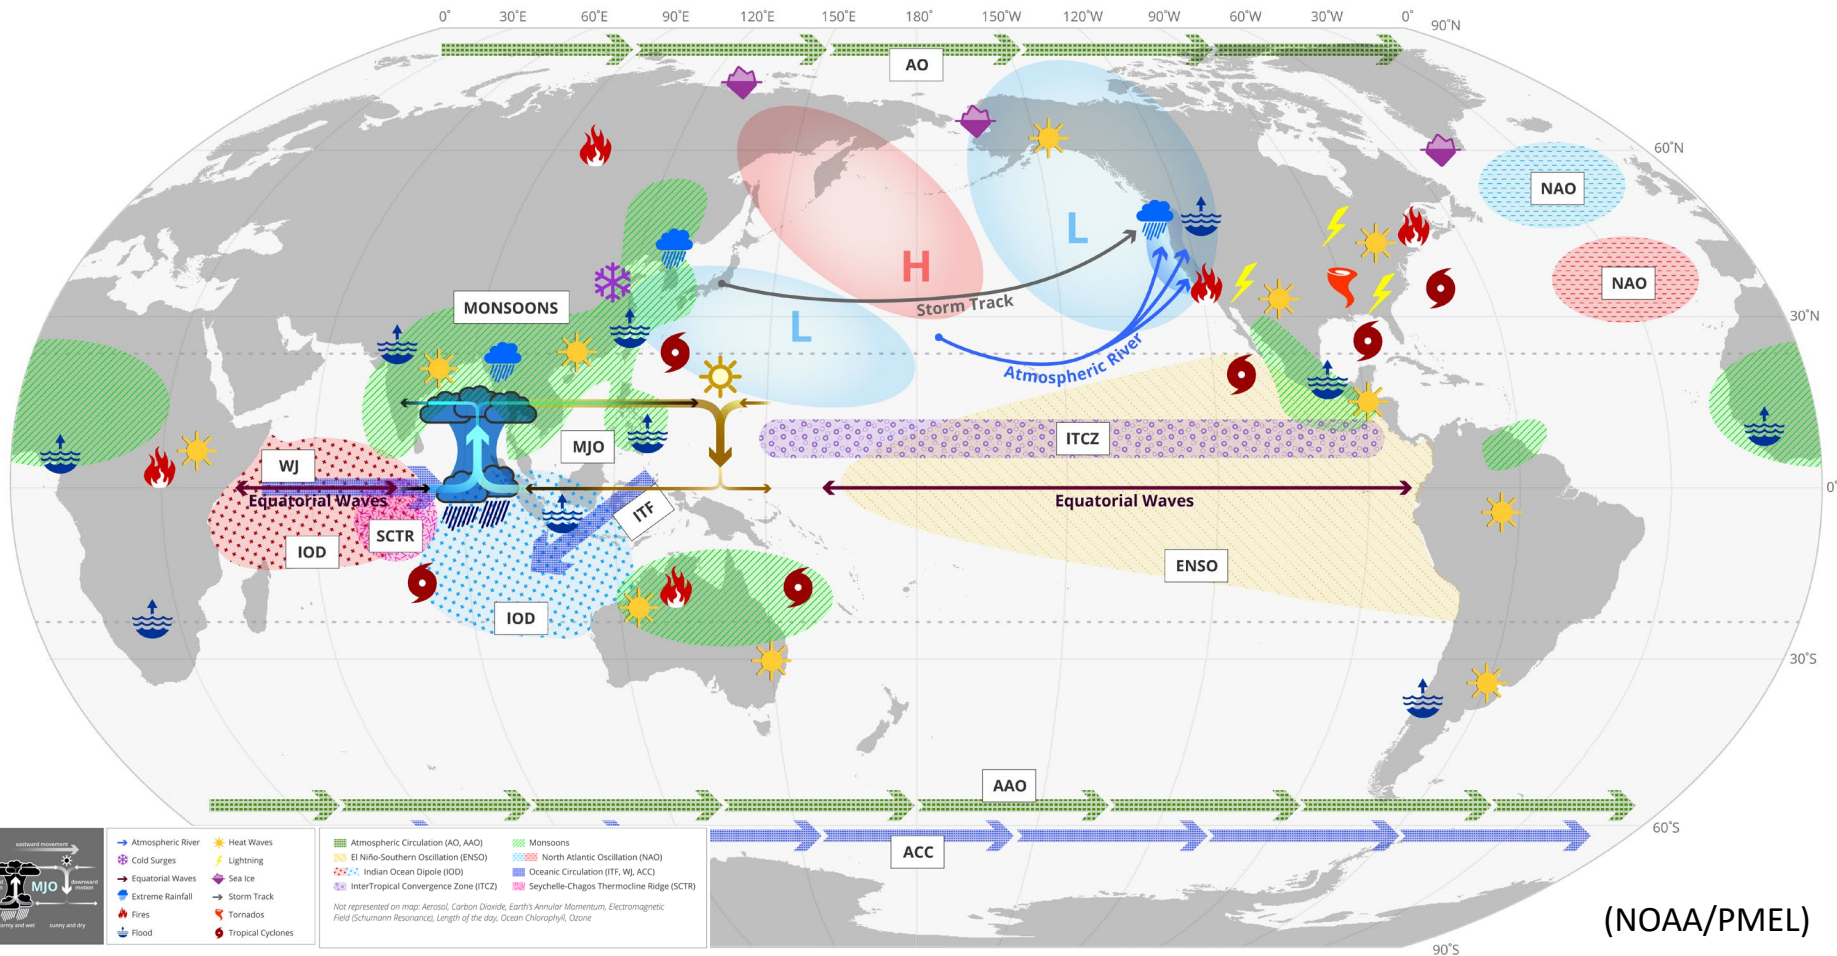 0° 30°E 60°E 90°E 120°E 150°E 180° 150°W 120°W 90°W 60°W 30°W 0°
90°N
AO
60°N
NAO
L
H
NAO
MONSOONS
Storm Track
30°N
L
Atmospheric River
ITCZ
MJO
WJ
0°
Equatorial Waves
Equatorial Waves
ITF
SCTR
IOD
ENSO
IOD
30°S
AAO
60°S
ACC
90°S
eastward movement
MJO
downward
motion
wet
sunny and dry
Atmospheric River
Cold Surges
Equatorial Waves
Extreme Rainfall
Fires
Flood
Heat Waves
Lightning
Sea Ice
Storm Track
Tornados
Tropical Cyclones
Atmospheric Circulation (AO, AAO)
El Niño-Southern Oscillation (ENSO)
Indian Ocean Dipole (IOD)
InterTropical Convergence Zone (ITCZ)
Monsoons
North Atlantic Oscillation (NAO)
Oceanic Circulation (ITF, WJ, ACC)
Seychelle-Chagos Thermocline Ridge (SCTR)
Not represented on map: Aerosol, Carbon Dioxide, Earth's Annular Momentum, Electromagnetic
Field (Schumann Resonance), Length of the day, Ocean Chlorophyll, Ozone
(NOAA/PMEL)